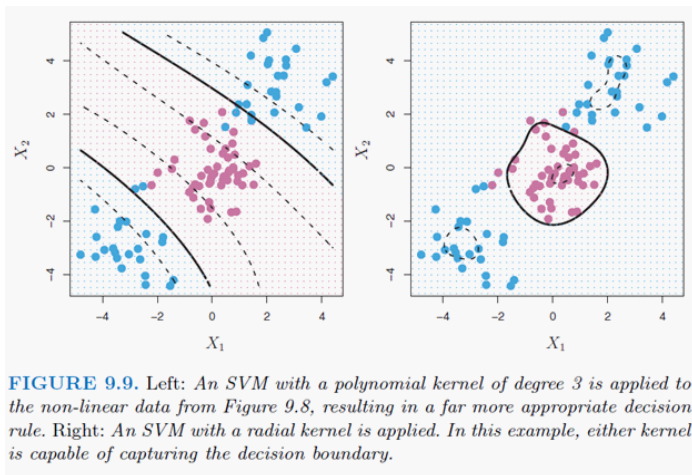 4
2
0
−2
−4
X2
−4 −2 0 2 4
X1
4
2
0
−2
−4
X2
−4 −2 0 2 4
X1
FIGURE 9.9. Left: An SVM with a polynomial kernel of degree 3 is applied to
the non-linear data from Figure 9.8, resulting in a far more appropriate decision
rule. Right: An SVM with a radial kernel is applied. In this example, either kernel
is capable of capturing the decision boundary.